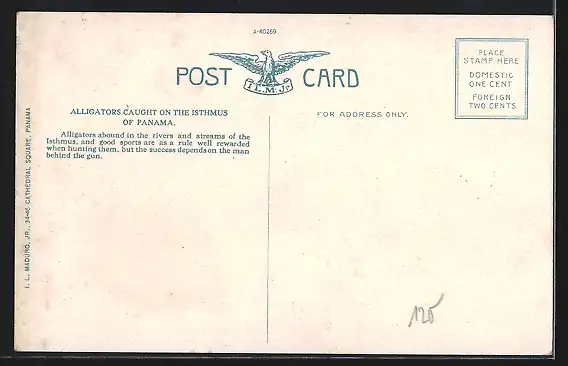 A-40269
POST CARD
I. L. M. Jr.
PLACE
STAMP HERE
DOMESTIC
ONE CENT
FOREIGN
TWO CENTS
ALLIGATORS CAUGHT ON THE ISTHMUS
OF PANAMA.
Alligators abound in the rivers and streams of the
Isthmus, and good sports are as a rule well rewarded
when hunting them, but the success depends on the man
behind the gun.
FOR ADDRESS ONLY.
I. L. MADURO, JR., 34-45 CATHEDRAL SQUARE, PANAMA
120